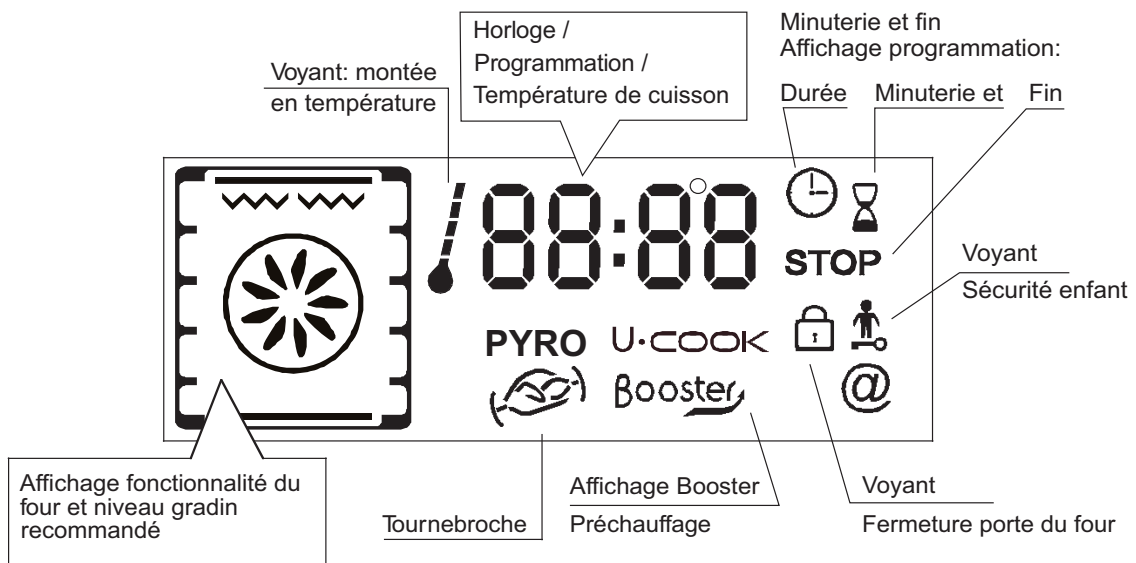 Horloge /
Programmation /
Température de cuisson
Minuterie et fin
Affichage programmation:
Voyant: montée
en température
Durée
Minuterie et
Fin
88:88
STOP
Voyant
Sécurité enfant
PYRO
U·COOK
Booster
@
Affichage fonctionnalité du
four et niveau gradin
recommandé
Tournebroche
Affichage Booster
Préchauffage
Voyant
Fermeture porte du four